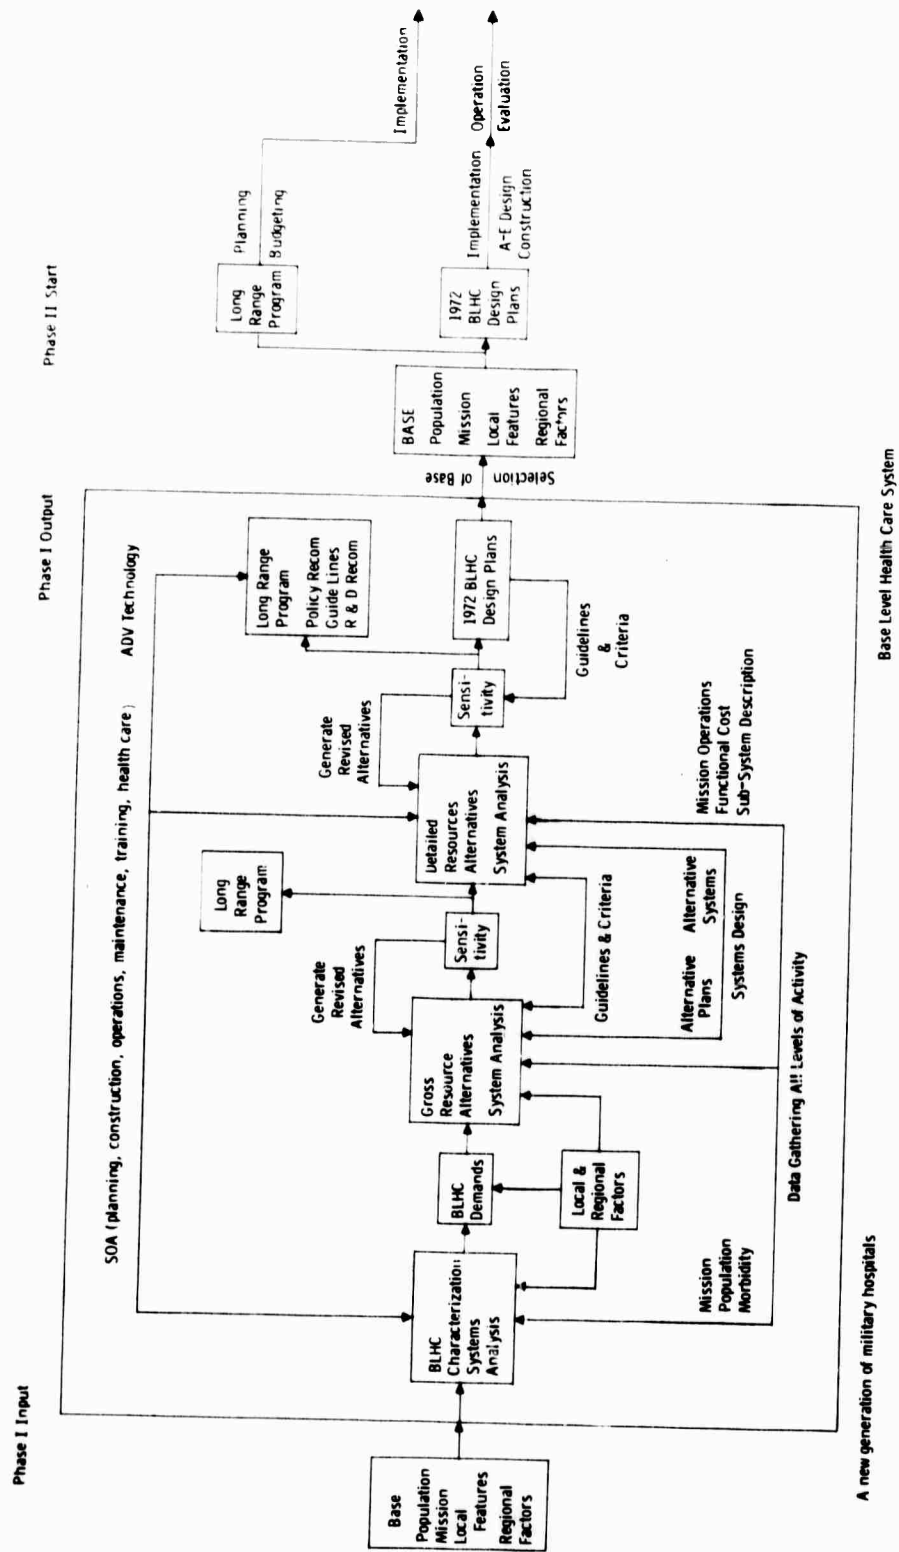 Phase I Input
Phase I Output
Phase II Start
SOA (planning, construction, operations, maintenance, training, health care)
ADV Technology
Base
Population
Mission
Local
Features
Regional
Factors
BLHC
Characterization
Systems
Analysis
BLHC
Demands
Local &
Regional
Factors
Gross
Resource
Alternatives
System Analysis
Generate
Revised
Alternatives
Sensi-
tivity
Long
Range
Program
Detailed
Resources
Alternatives
System Analysis
Generate
Revised
Alternatives
Sensi-
tivity
Long Range
Program
Policy Recom
Guide Lines
R & D Recom
1972 BLHC
Design Plans
Guidelines
&
Criteria
Guidelines & Criteria
Alternative
Plans
Alternative
Systems
Systems Design
Mission
Population
Morbidity
Data Gathering All Levels of Activity
Mission Operations
Functional Cost
Sub-System Description
Selection
of Base
BASE
Population
Mission
Local
Features
Regional
Factors
Long
Range
Program
Planning
Budgeting
Implementation
1972
BLHC
Design
Plans
Implementation
A-E Design
Construction
Operation
Evaluation
A new generation of military hospitals
Base Level Health Care System